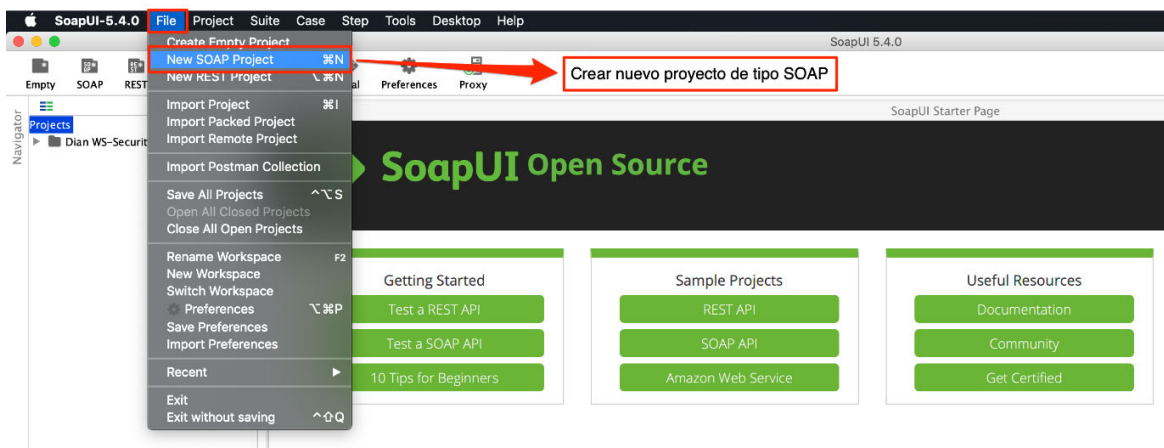 SoapUI-5.4.0 File Project Suite Case Step Tools Desktop Help
SoapUI 5.4.0
Create Empty Project
New SOAP Project ⌘N
New REST Project ⌥⌘N
Empty SOAP REST Preferences Proxy
Crear nuevo proyecto de tipo SOAP
Navigator
Projects
Dian WS-Securit
Import Project ⌘I
Import Packed Project
Import Remote Project
Import Postman Collection
Save All Projects ^⌥S
Open All Closed Projects
Close All Open Projects
Rename Workspace F2
New Workspace
Switch Workspace
Preferences ⌥⌘P
Save Preferences
Import Preferences
Recent
Exit
Exit without saving ^⇧Q
SoapUI Starter Page
SoapUI Open Source
Getting Started
Test a REST API
Test a SOAP API
10 Tips for Beginners
Sample Projects
REST API
SOAP API
Amazon Web Service
Useful Resources
Documentation
Community
Get Certified